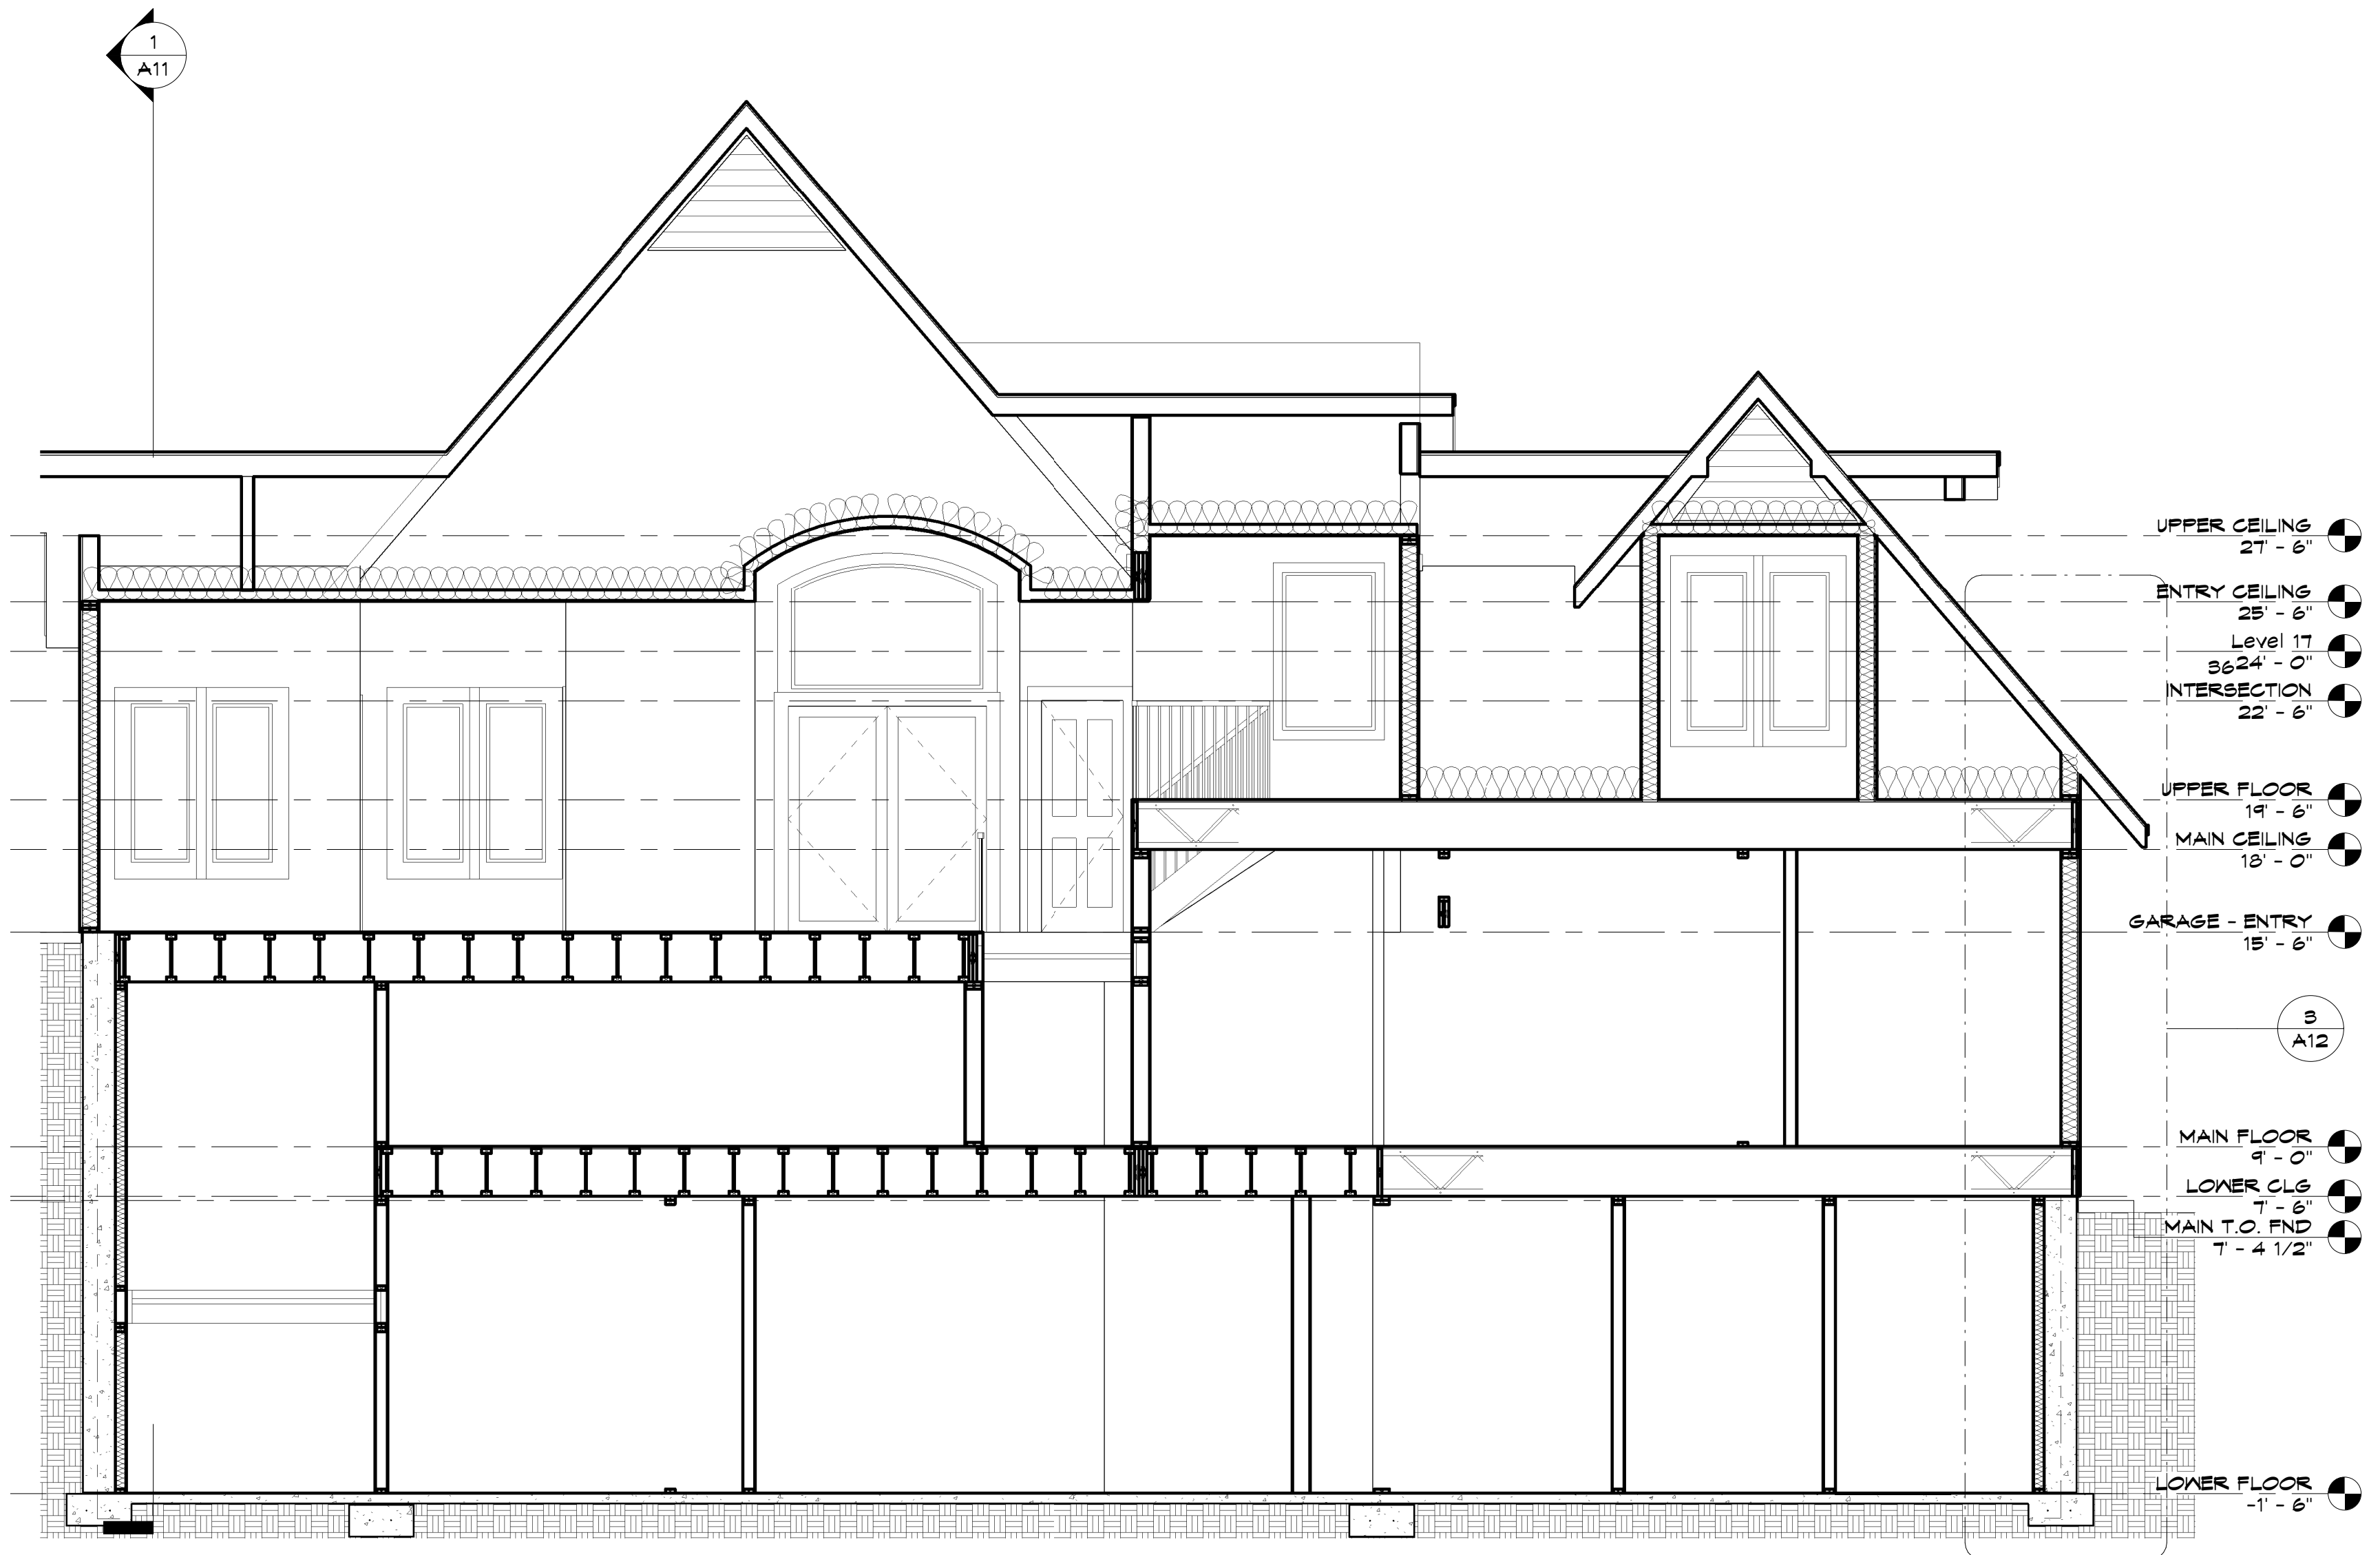 1
A11
UPPER CEILING
27' - 6"
ENTRY CEILING
25' - 6"
Level 17
3624' - 0"
INTERSECTION
22' - 6"
UPPER FLOOR
19' - 6"
MAIN CEILING
18' - 0"
GARAGE - ENTRY
15' - 6"
3
A12
MAIN FLOOR
9' - 0"
LOWER CLG
7' - 6"
MAIN T.O. FND
7' - 4 1/2"
LOWER FLOOR
-1' - 6"